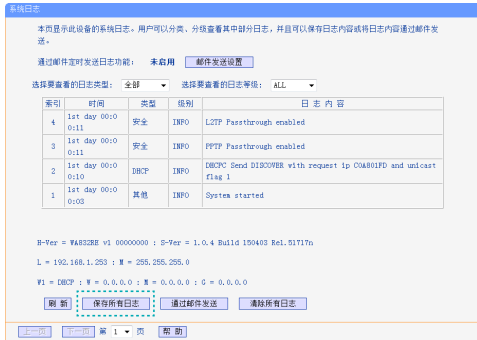 系统日志
本页显示此设备的系统日志。用户可以分类、分级查看其中部分日志，并且可以保存日志内容或将日志内容通过邮件发
送。
通过邮件定时发送日志功能： 未启用 邮件发送设置
选择要查看的日志类型： 全部 选择要查看的日志等级： ALL
索引 时间 类型 级别 日 志 内 容
4 1st day 00:0 安全 INFO L2TP Passthrough enabled
0:11
3 1st day 00:0 安全 INFO PPTP Passthrough enabled
0:11
2 1st day 00:0 DHCP INFO DHCPC Send DISCOVER with request ip C0A801FD and unicast
0:10 flag 1
1 1st day 00:0 其他 INFO System started
0:03
H-Ver = WA832RE v1 00000000 : S-Ver = 1.0.4 Build 150403 Rel.51717n
L = 192.168.1.253 : M = 255.255.255.0
W1 = DHCP : W = 0.0.0.0 : M = 0.0.0.0 : G = 0.0.0.0
刷 新 保存所有日志 通过邮件发送 清除所有日志
上一页 下一页 第 1 页 帮 助